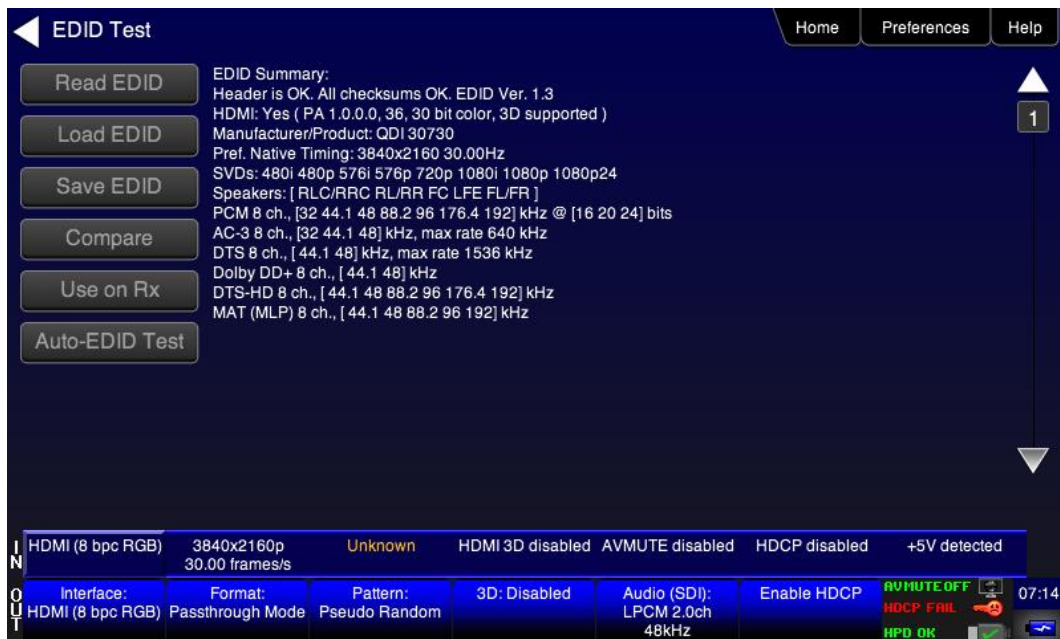 EDID Test
Home
Preferences
Help
Read EDID
Load EDID
Save EDID
Compare
Use on Rx
Auto-EDID Test
EDID Summary:
Header is OK. All checksums OK. EDID Ver. 1.3
HDMI: Yes ( PA 1.0.0.0, 36, 30 bit color, 3D supported )
Manufacturer/Product: QDI 30730
Pref. Native Timing: 3840x2160 30.00Hz
SVDs: 480i 480p 576i 576p 720p 1080i 1080p 1080p24
Speakers: [ RLC/RRC RL/RR FC LFE FL/FR ]
PCM 8 ch., [32 44.1 48 88.2 96 176.4 192] kHz @ [16 20 24] bits
AC-3 8 ch., [32 44.1 48] kHz, max rate 640 kHz
DTS 8 ch., [ 44.1 48] kHz, max rate 1536 kHz
Dolby DD+ 8 ch., [ 44.1 48] kHz
DTS-HD 8 ch., [ 44.1 48 88.2 96 176.4 192] kHz
MAT (MLP) 8 ch., [ 44.1 48 88.2 96 192] kHz
1
IN
HDMI (8 bpc RGB)
3840x2160p
30.00 frames/s
Unknown
HDMI 3D disabled
AVMUTE disabled
HDCP disabled
+5V detected
OUT
Interface:
HDMI (8 bpc RGB)
Format:
Passthrough Mode
Pattern:
Pseudo Random
3D: Disabled
Audio (SDI):
LPCM 2.0ch
48kHz
Enable HDCP
AVMUTE OFF
HDCP FAIL
HPD OK
07:14